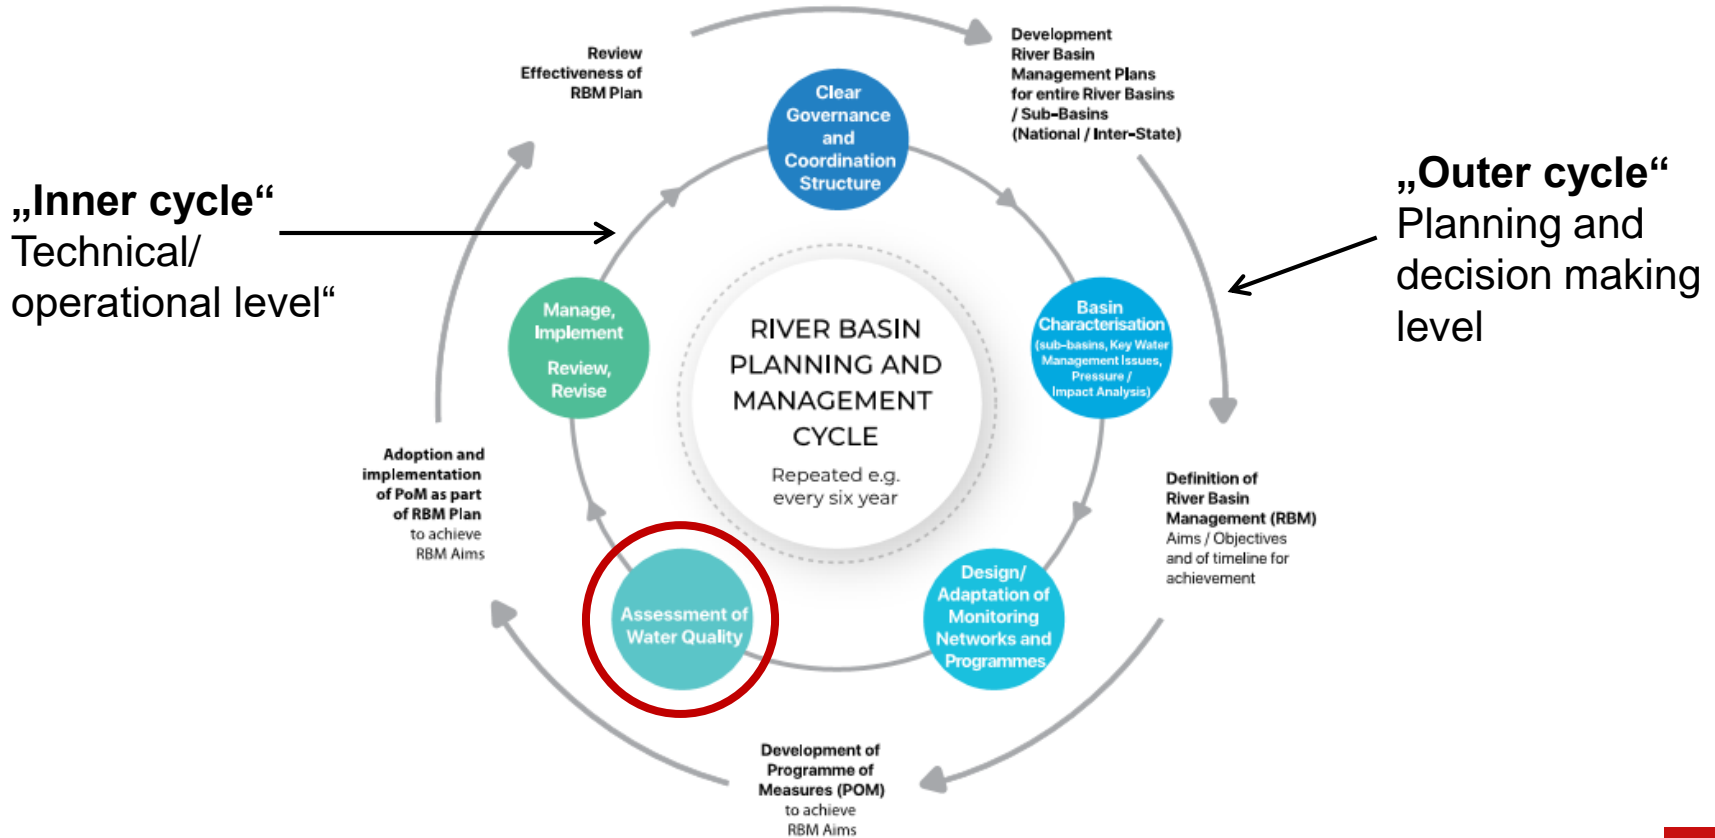 Review
Effectiveness of
RBM Plan
Development
River Basin
Management Plans
for entire River Basins
/ Sub-Basins
(National / Inter-State)
Clear
Governance
and
Coordination
Structure
„Inner cycle“
Technical/
operational level“
„Outer cycle“
Planning and
decision making
level
Manage,
Implement
Review,
Revise
RIVER BASIN
PLANNING AND
MANAGEMENT
CYCLE
Repeated e.g.
every six year
Basin
Characterisation
(sub-basins, Key Water
Management Issues,
Pressure /
Impact Analysis)
Adoption and
implementation
of PoM as part
of RBM Plan
to achieve
RBM Aims
Definition of
River Basin
Management (RBM)
Aims / Objectives
and of timeline for
achievement
Assessment of
Water Quality
Design/
Adaptation of
Monitoring
Networks and
Programmes
Development of
Programme of
Measures (POM)
to achieve
RBM Aims